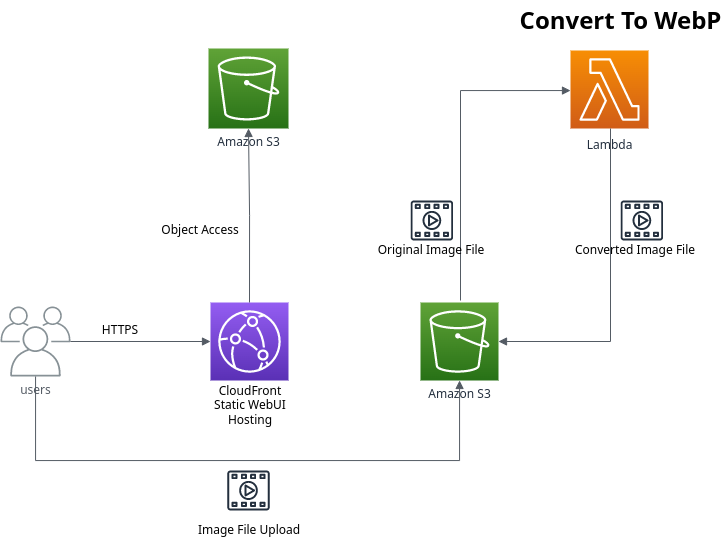 Convert To WebP
Amazon S3
Lambda
Object Access
Original Image File
Converted Image File
HTTPS
users
CloudFront
Static WebUI
Hosting
Amazon S3
Image File Upload